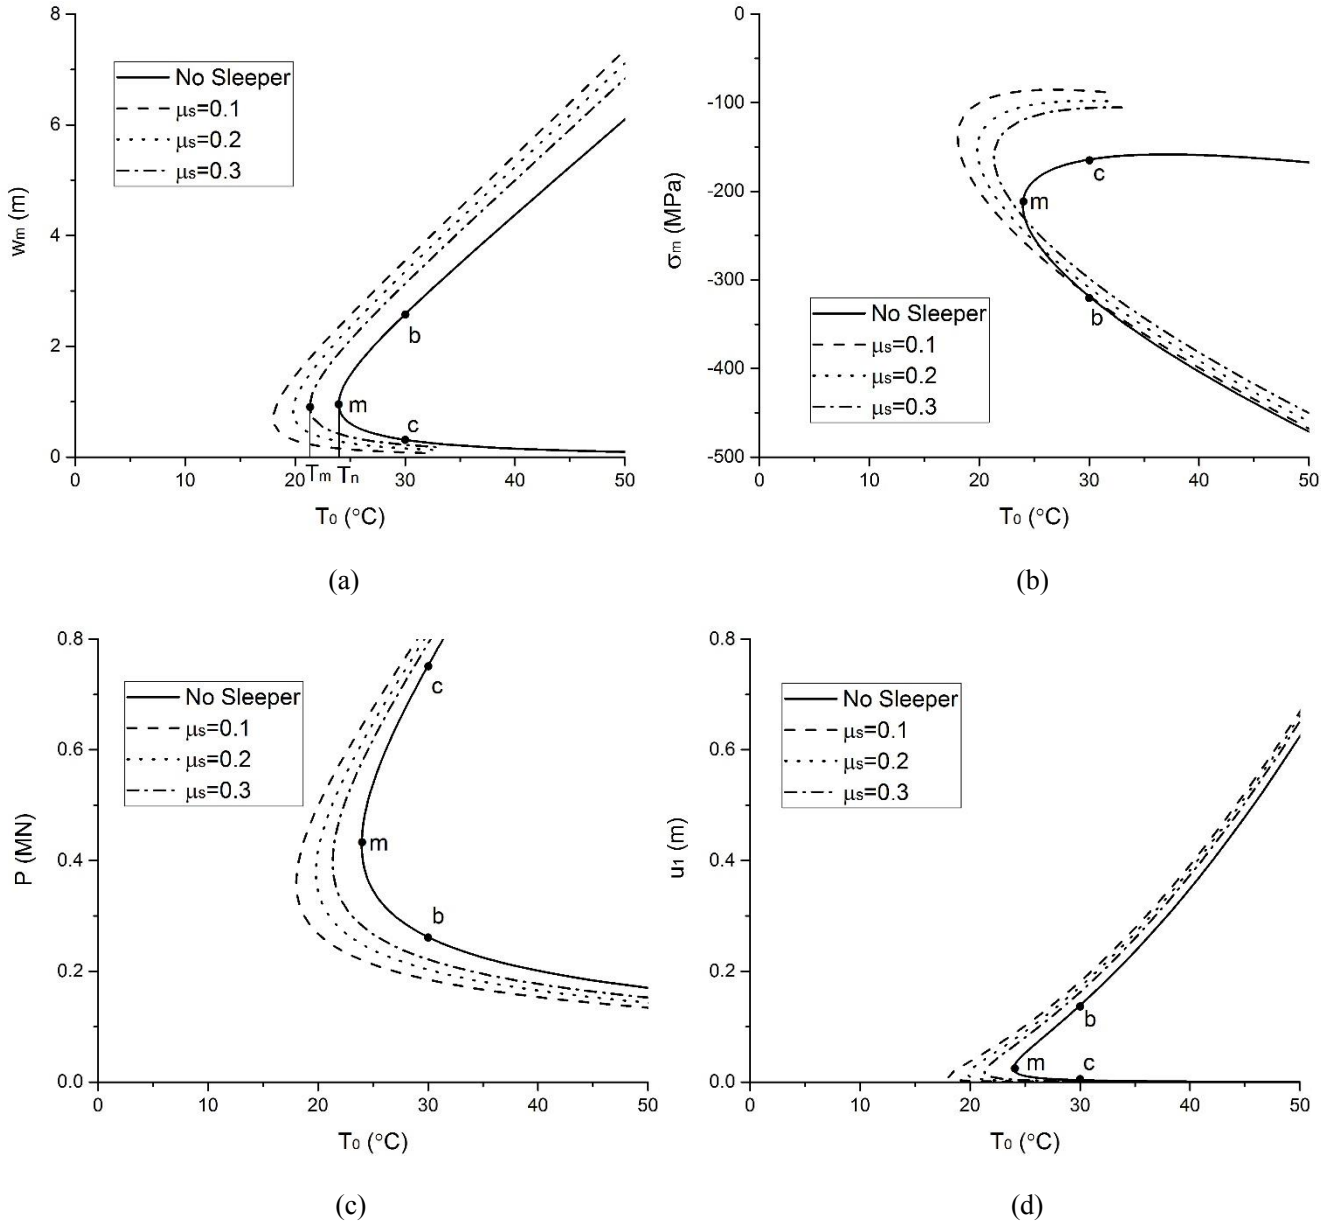 8
6
4
2
0
wm (m)
No Sleeper
μs=0.1
μs=0.2
μs=0.3
b
m
c
Tm Tn
0 10 20 30 40 50
T0 (°C)
(a)
0
-100
-200
-300
-400
-500
σm (MPa)
c
m
b
No Sleeper
μs=0.1
μs=0.2
μs=0.3
0 10 20 30 40 50
T0 (°C)
(b)
0.8
0.6
0.4
0.2
0.0
P (MN)
No Sleeper
μs=0.1
μs=0.2
μs=0.3
c
m
b
0 10 20 30 40 50
T0 (°C)
(c)
0.8
0.6
0.4
0.2
0.0
u1 (m)
No Sleeper
μs=0.1
μs=0.2
μs=0.3
b
m c
0 10 20 30 40 50
T0 (°C)
(d)